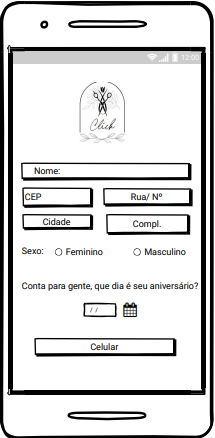 12:00
Click
Nome:
CEP
Rua/ Nº
Cidade
Compl.
Sexo: Feminino Masculino
Conta para gente, que dia é seu aniversário?
/ /
Celular